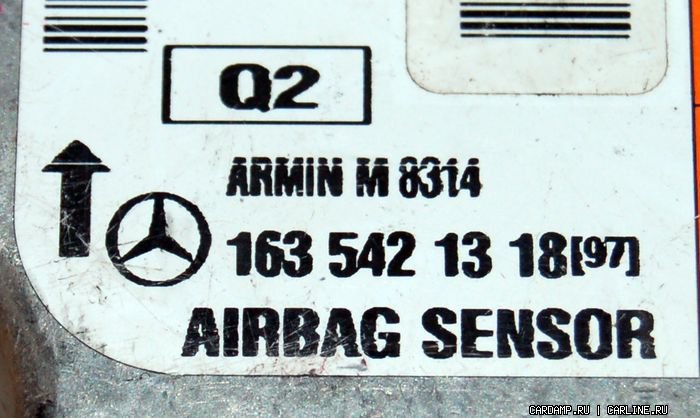 Q2
ARMIN M 8314
163 542 13 18 [97]
AIRBAG SENSOR
CARDAMP.RU | CARLINE.RU